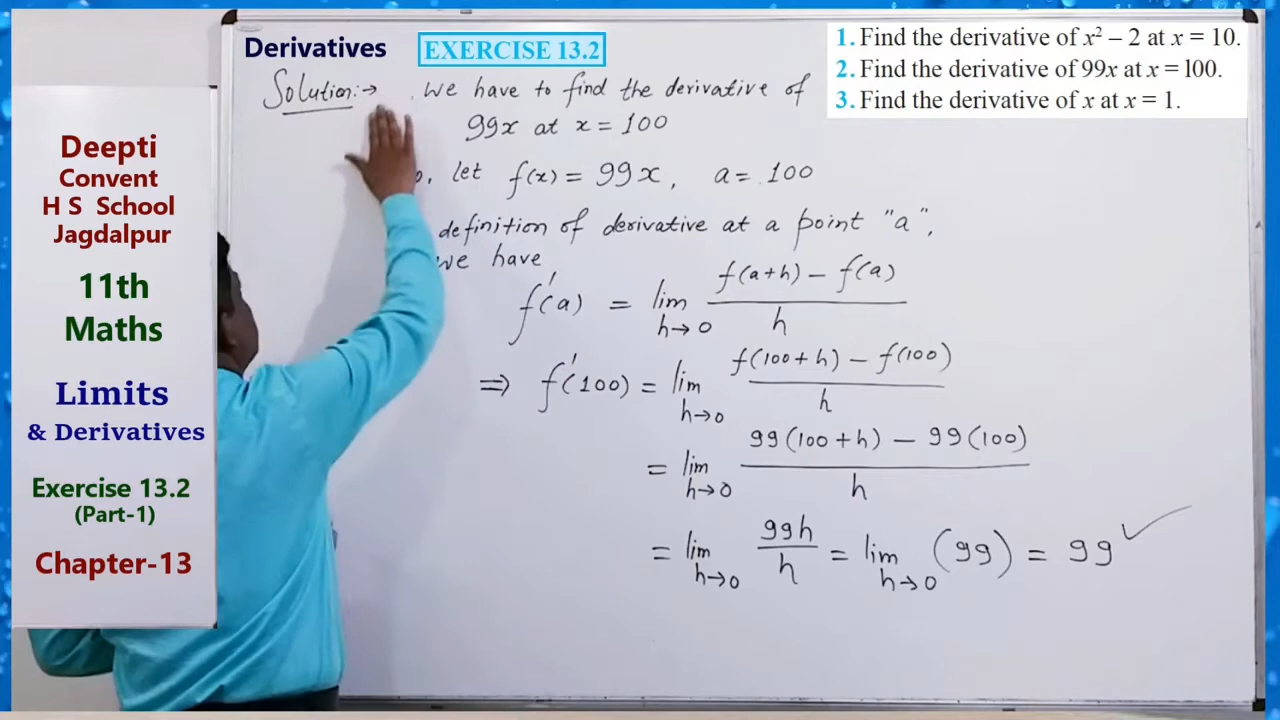 Deepti
Convent
H S School
Jagdalpur
11th
Maths
Limits
& Derivatives
Exercise 13.2
(Part-1)
Chapter-13
Derivatives EXERCISE 13.2
1. Find the derivative of x² – 2 at x = 10.
2. Find the derivative of 99x at x = 100.
3. Find the derivative of x at x = 1.
Solution:→ We have to find the derivative of
99x at x = 100
let f(x) = 99x, a = 100
definition of derivative at a point "a",
we have
f'(a) = lim h→0 (f(a+h) – f(a))/h
⇒ f'(100) = lim h→0 (f(100+h) – f(100))/h
= lim h→0 (99(100+h) – 99(100))/h
= lim h→0 99h/h = lim h→0 (99) = 99 ✓